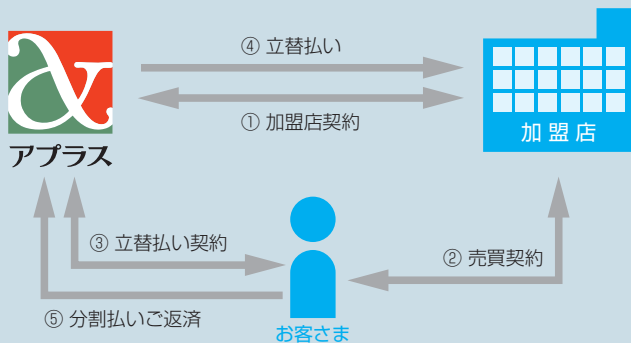 ④ 立替払い
① 加盟店契約
アプラス
加盟店
③ 立替払い契約
② 売買契約
⑤ 分割払いご返済
お客さま